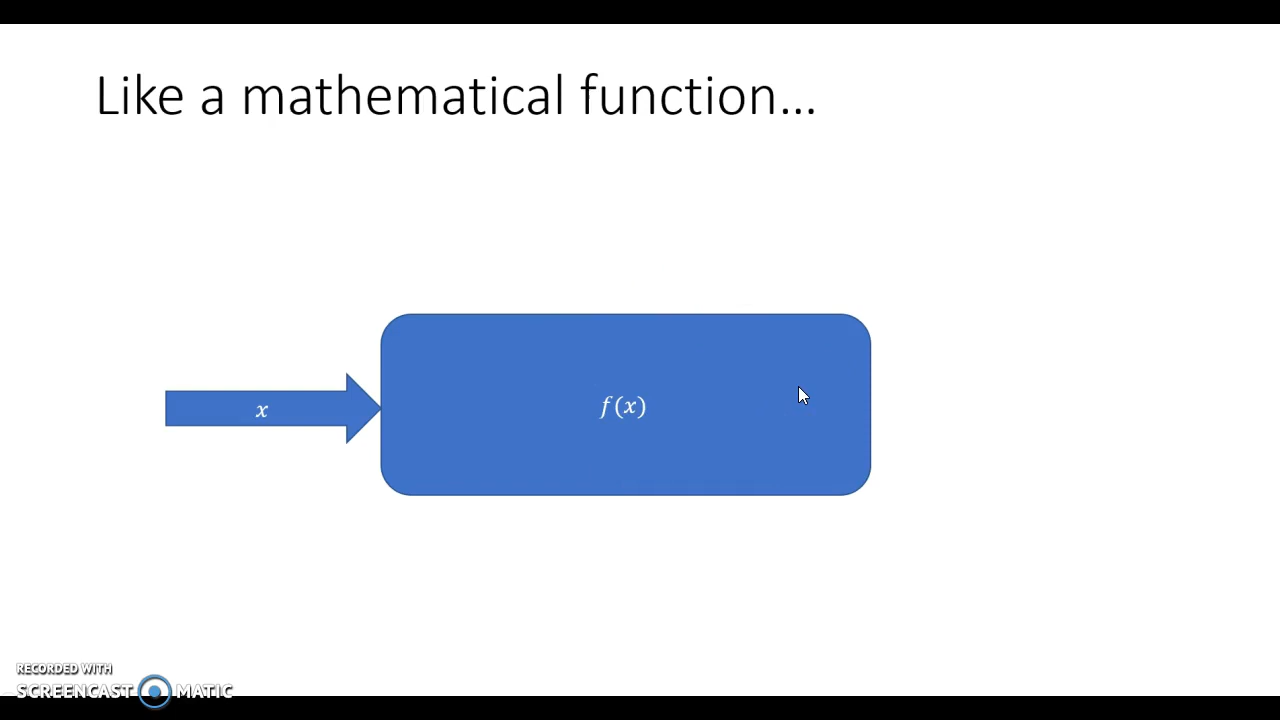 Like a mathematical function...
x
f(x)
RECORDED WITH
SCREENCAST MATIC